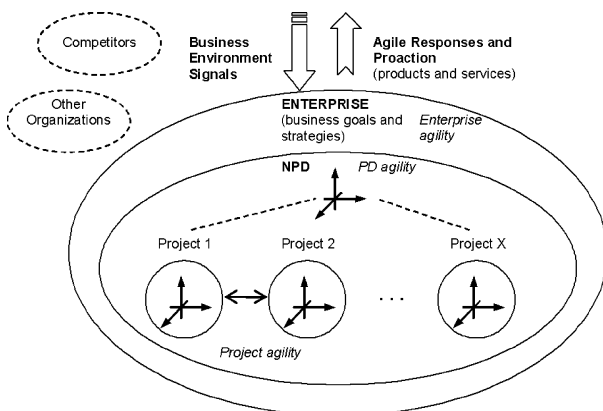 Competitors
Business
Environment
Signals
Agile Responses and
Proaction
(products and services)
Other
Organizations
ENTERPRISE
(business goals and
strategies)
Enterprise
agility
NPD
PD agility
Project 1
Project 2
Project X
. . .
Project agility